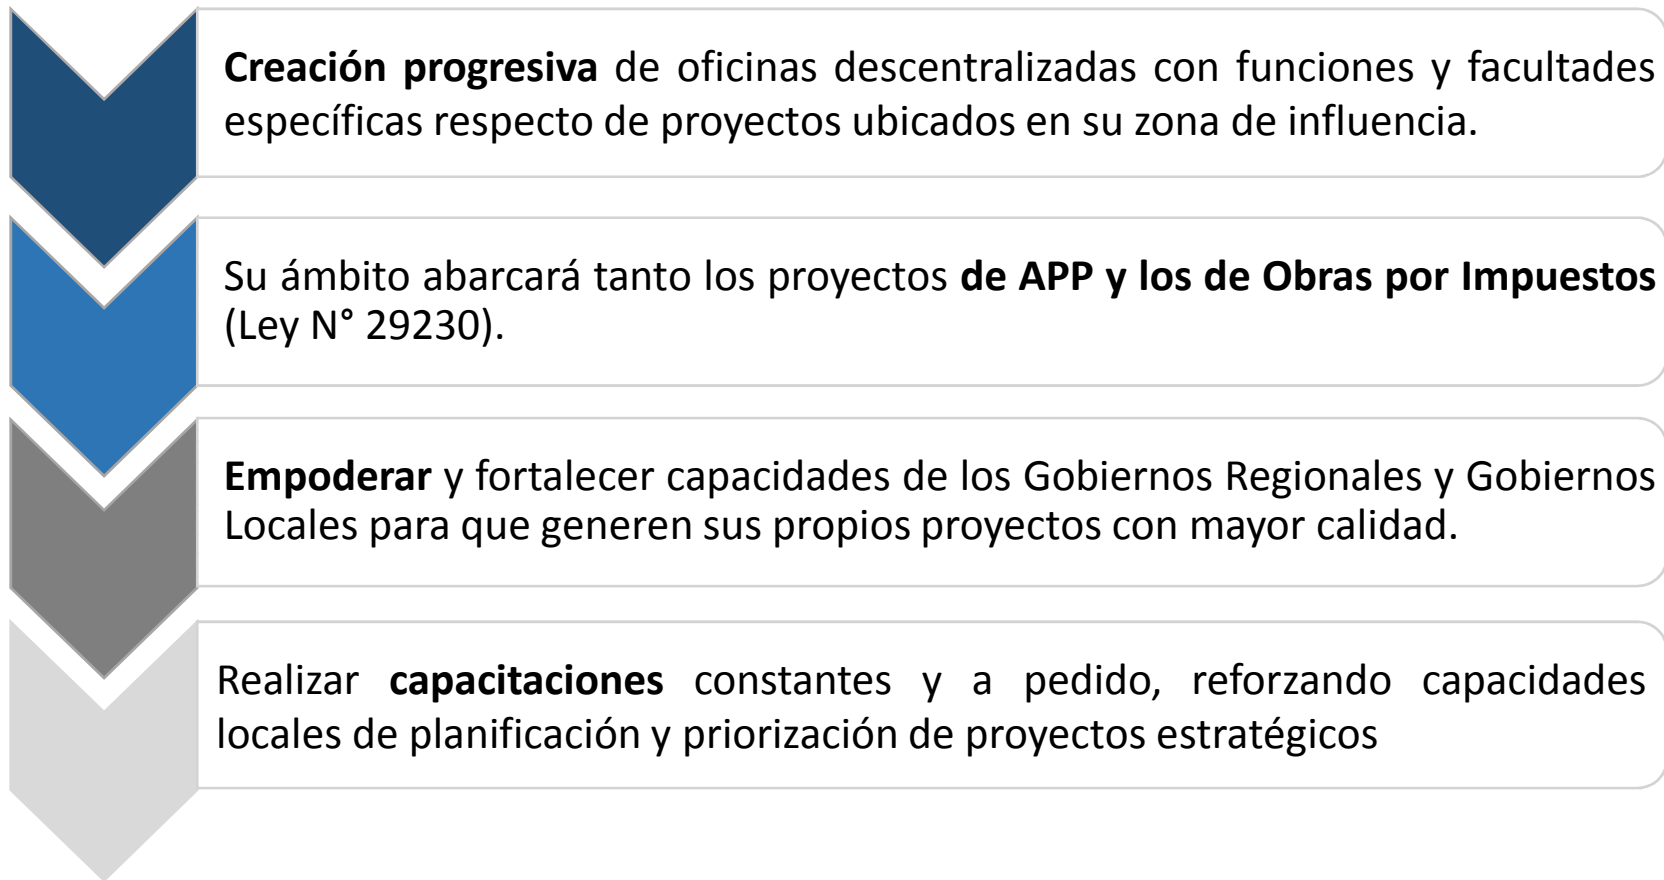 Creación progresiva de oficinas descentralizadas con funciones y facultades
específicas respecto de proyectos ubicados en su zona de influencia.
Su ámbito abarcará tanto los proyectos de APP y los de Obras por Impuestos
(Ley N° 29230).
Empoderar y fortalecer capacidades de los Gobiernos Regionales y Gobiernos
Locales para que generen sus propios proyectos con mayor calidad.
Realizar capacitaciones constantes y a pedido, reforzando capacidades
locales de planificación y priorización de proyectos estratégicos